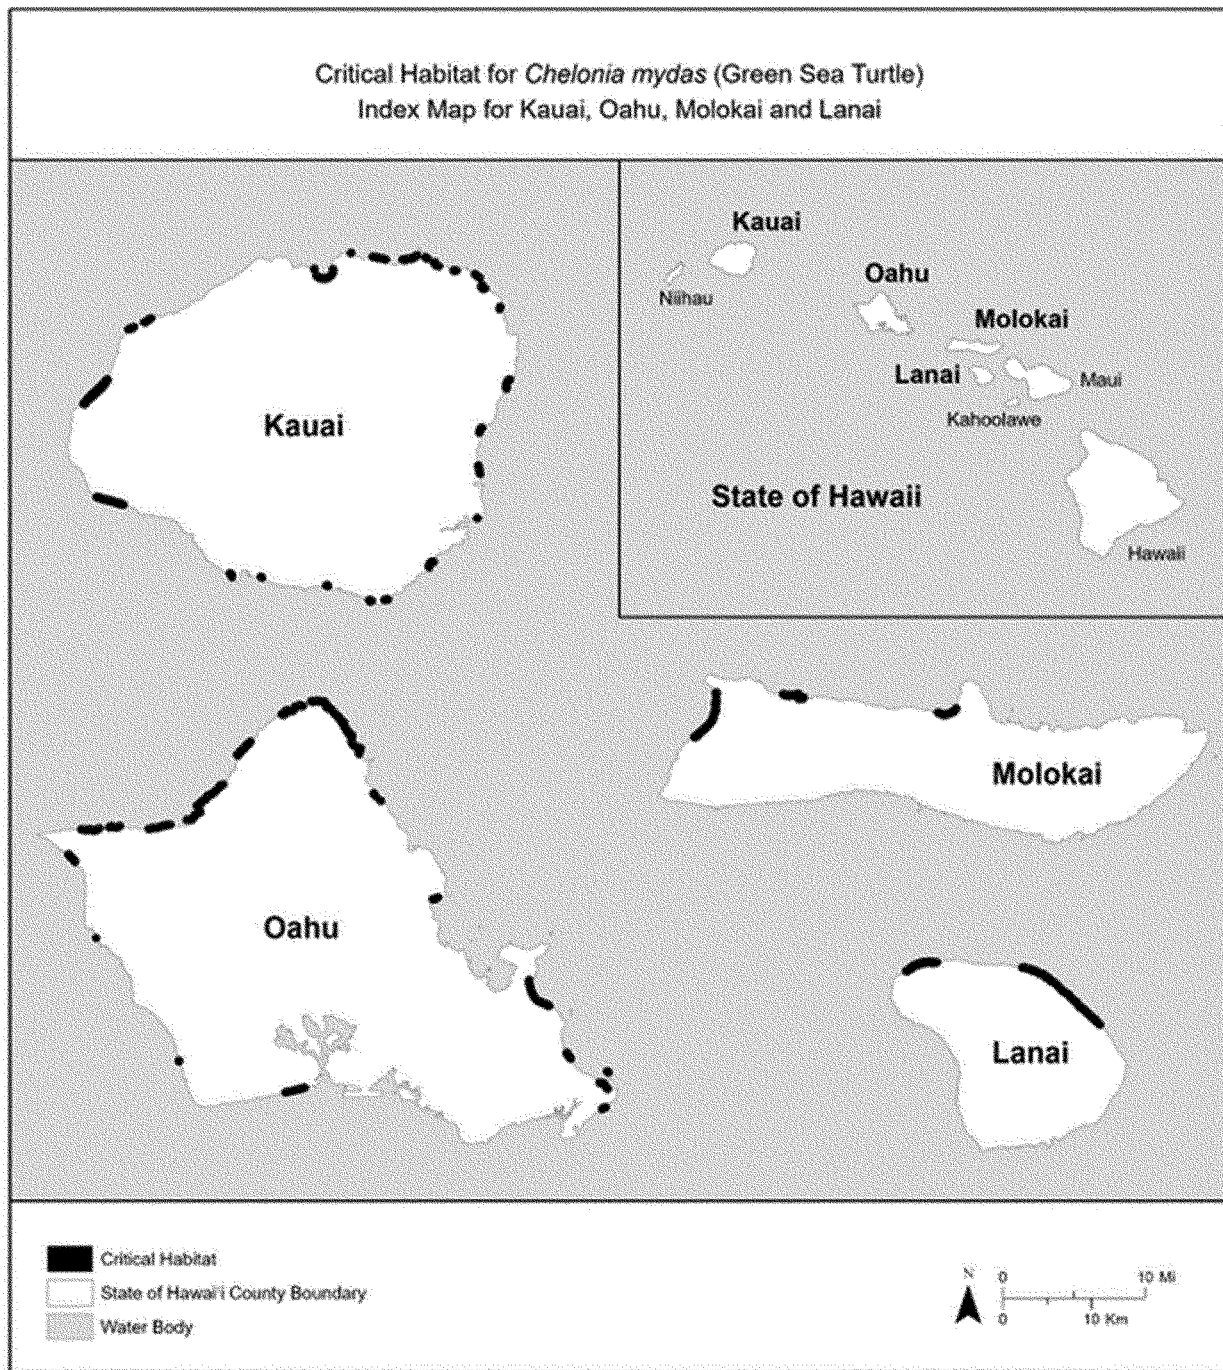 Critical Habitat for Chelonia mydas (Green Sea Turtle)
Index Map for Kauai, Oahu, Molokai and Lanai
Kauai
Niihau
Oahu
Molokai
Lanai
Maui
Kahoolawe
State of Hawaii
Hawaii
Kauai
Molokai
Oahu
Lanai
Critical Habitat
State of Hawai'i County Boundary
Water Body
N
0 10 Mi
0 10 Km